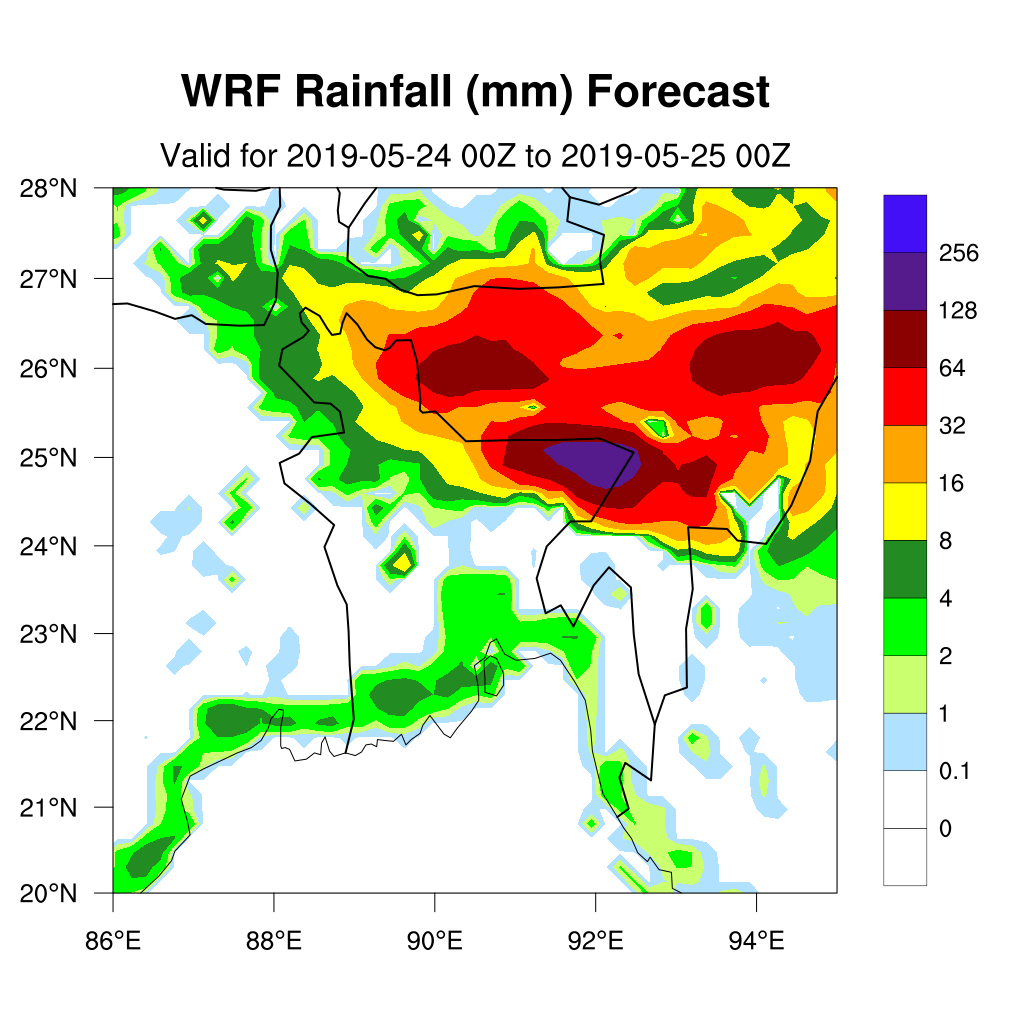 WRF Rainfall (mm) Forecast
Valid for 2019-05-24 00Z to 2019-05-25 00Z
28°N
27°N
26°N
25°N
24°N
23°N
22°N
21°N
20°N
86°E 88°E 90°E 92°E 94°E
256
128
64
32
16
8
4
2
1
0.1
0